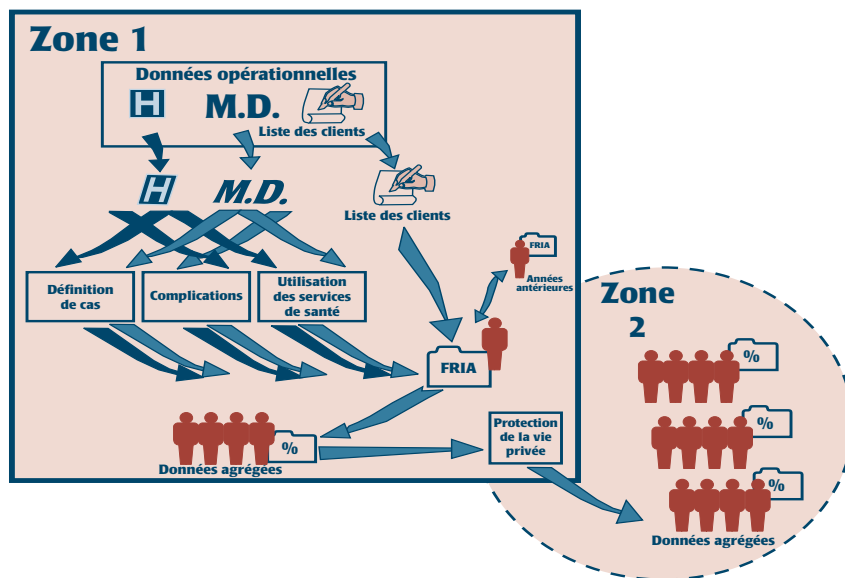 Zone 1
Données opérationnelles
H
M.D.
Liste des clients
H
M.D.
Liste des clients
FRIA
Années
antérieures
Définition
de cas
Complications
Utilisation
des services
de santé
FRIA
%
Données agrégées
Protection
de la vie
privée
Zone
2
%
%
%
Données agrégées